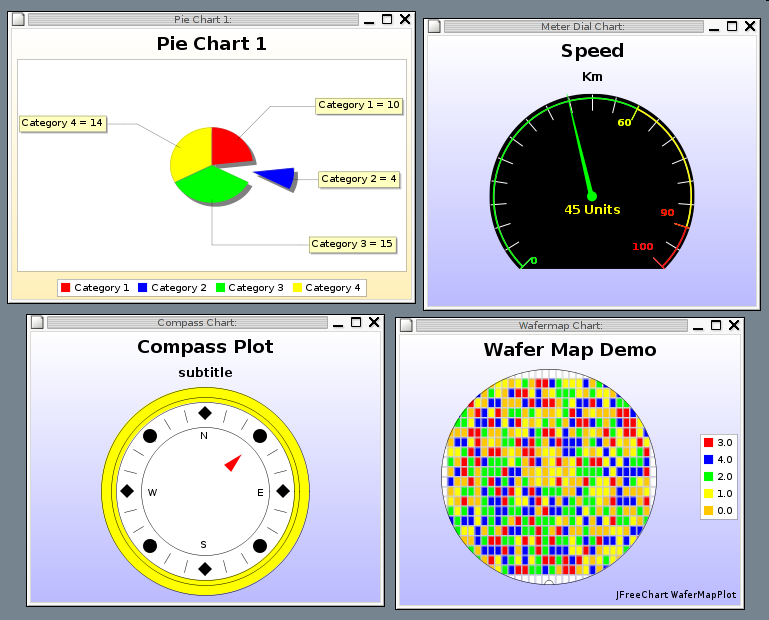 Pie Chart 1:
Pie Chart 1
Category 1 = 10
Category 4 = 14
Category 2 = 4
Category 3 = 15
Category 1 Category 2 Category 3 Category 4
Meter Dial Chart:
Speed
Km
60
45 Units
90
100
0
Compass Chart:
Compass Plot
subtitle
N
W E
S
Wafermap Chart:
Wafer Map Demo
3.0
4.0
2.0
1.0
0.0
JFreeChart WaferMapPlot